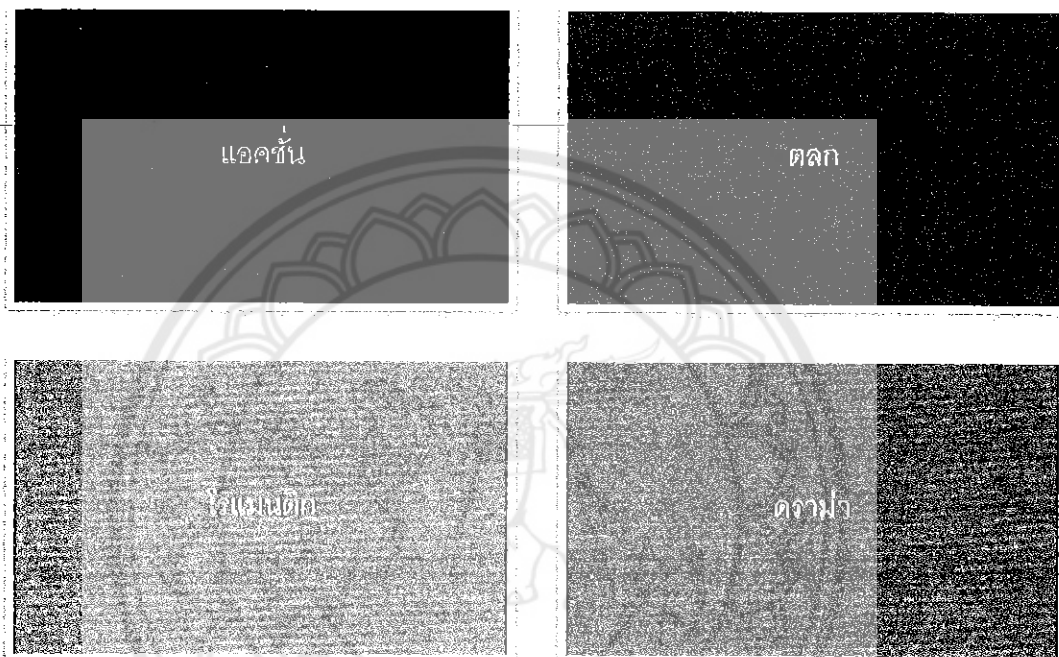 แอคชั่น
ตลก
โรแมนติก
ดราม่า